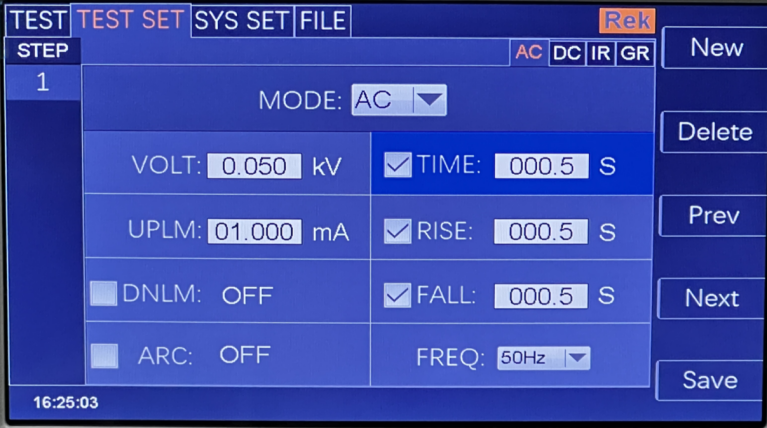 TEST TEST SET SYS SET FILE Rek
STEP AC DC IR GR
1
MODE: AC
VOLT: 0.050 kV TIME: 000.5 S
UPLM: 01.000 mA RISE: 000.5 S
DNLM: OFF FALL: 000.5 S
ARC: OFF FREQ: 50Hz
16:25:03
New
Delete
Prev
Next
Save